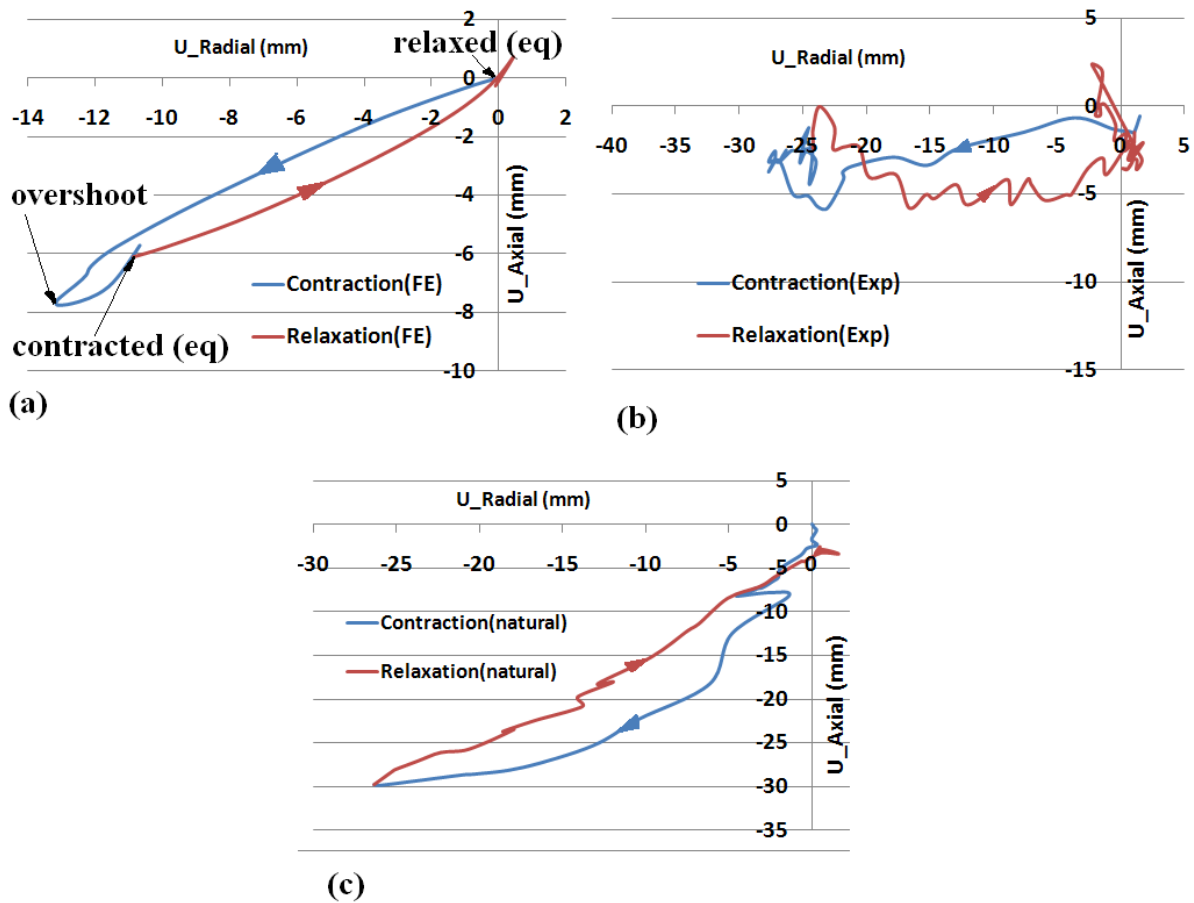 2
U_Radial (mm)
relaxed (eq)
0
-14 -12 -10 -8 -6 -4 -2 0 2
-2
-4
overshoot
-6
Contraction(FE)
U_Axial (mm)
Relaxation(FE)
-8
contracted (eq)
-10
(a)
5
U_Radial (mm)
0
-40 -35 -30 -25 -20 -15 -10 -5 0 5
-5
Contraction(Exp)
-10
U_Axial (mm)
Relaxation(Exp)
-15
(b)
5
U_Radial (mm)
0
-30 -25 -20 -15 -10 -5 0
-5
-10
Contraction(natural)
-15
Relaxation(natural)
-20
U_Axial (mm)
-25
-30
-35
(c)